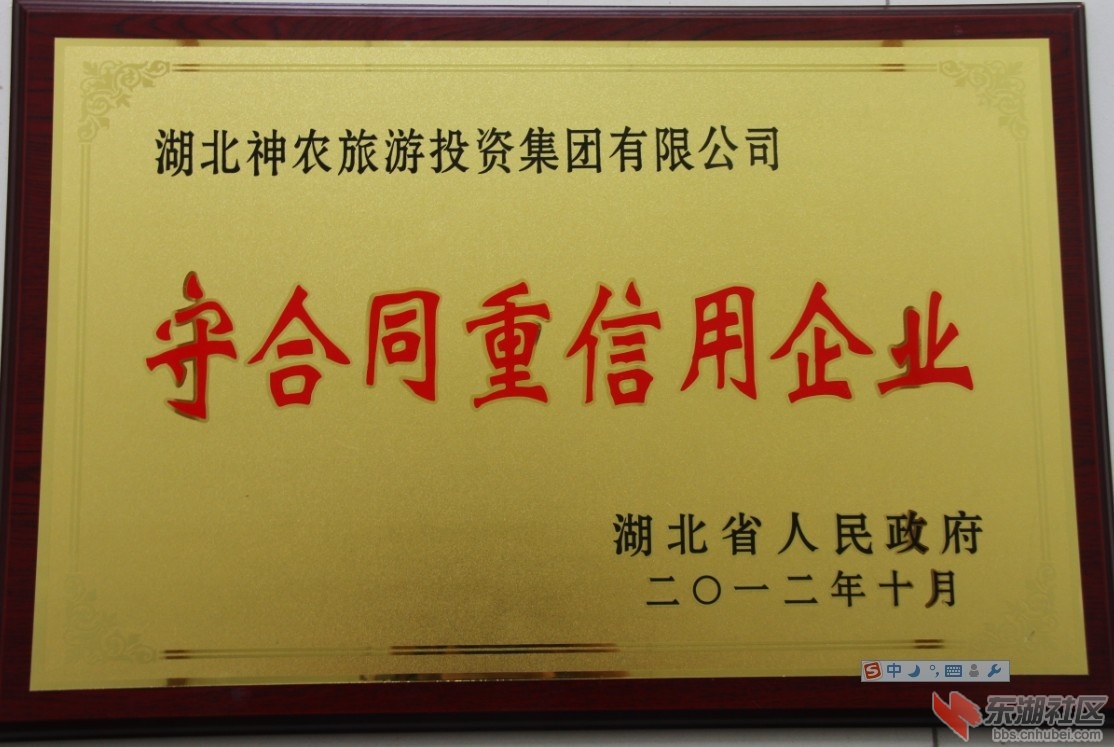 湖北神农旅游投资集团有限公司
守合同重信用企业
湖北省人民政府
二〇一二年十月
S中
东湖社区
bbs.cnhubei.com